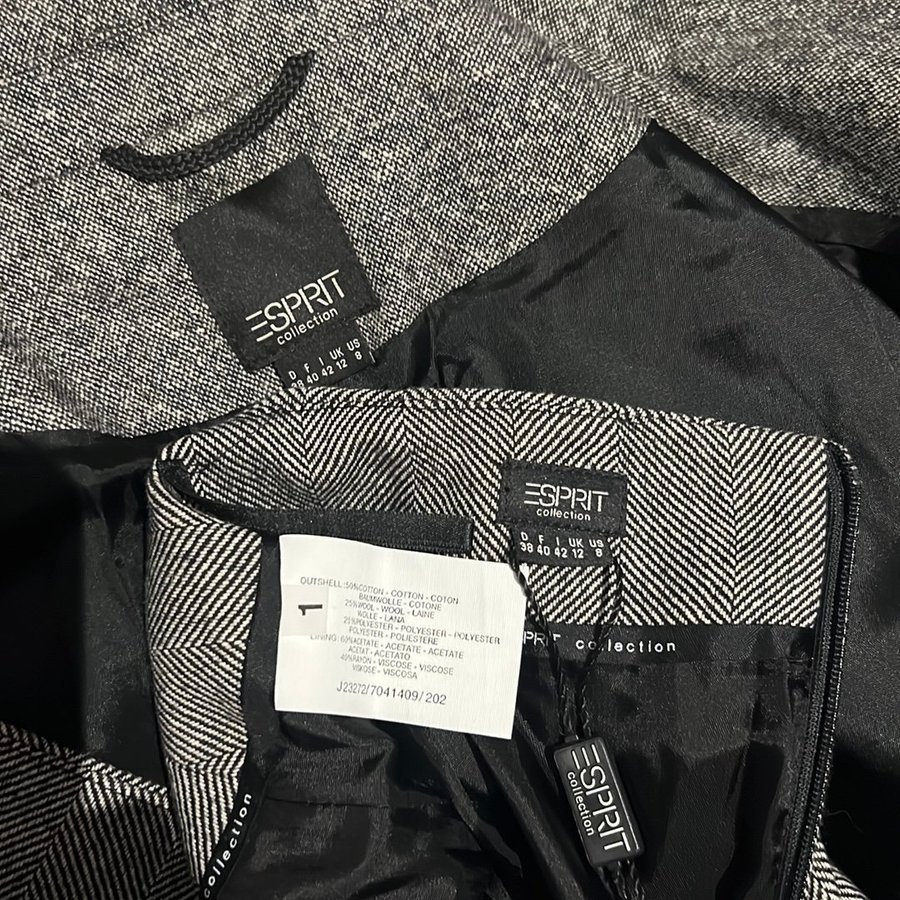 ESPRIT
collection
D F I UK US
38 40 42 12 8
ESPRIT
collection
D F I UK US
38 40 42 12 8
OUTSHELL:50%COTTON - COTTON - COTON
BAUMWOLLE - COTONE
25%WOOL - WOOL - LAINE
WOLLE - LANA
25%POLYESTER - POLYESTER - POLYESTER
POLYESTER - POLIESTERE
LINING: 60%ACETATE - ACETATE - ACETATE
ACETAT - ACETATO
40%RAYON - VISCOSE - VISCOSE
VISKOSE - VISCOSA
J23272/7041409/202
1
PRIT collection
ESPRIT
collection
collection